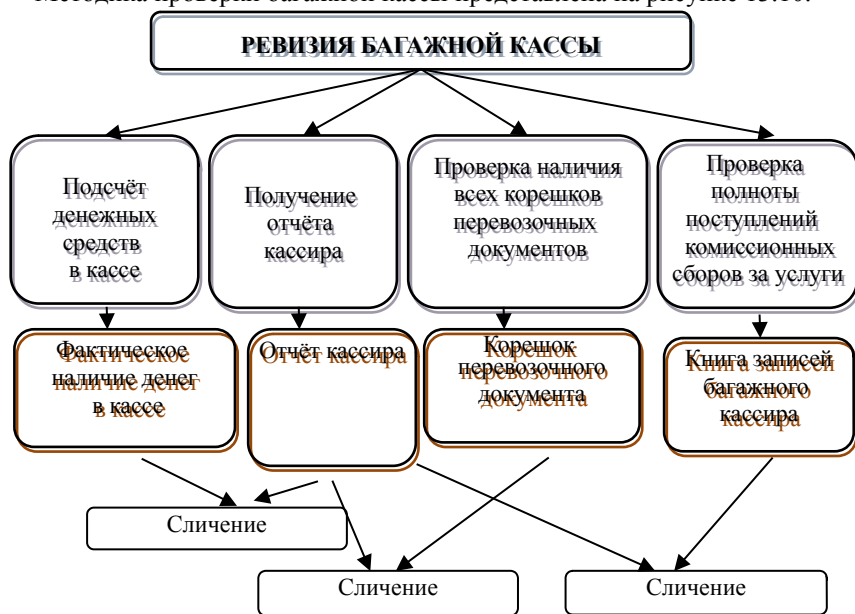 Методика проверки багажной кассы представлена на рисунке 13.10.
РЕВИЗИЯ БАГАЖНОЙ КАССЫ
Подсчёт
денежных
средств
в кассе
Получение
отчёта
кассира
Проверка наличия
всех корешков
перевозочных
документов
Проверка
полноты
поступлений
комиссионных
сборов за услуги
Фактическое
наличие денег
в кассе
Отчёт кассира
Корешок
перевозочного
документа
Книга записей
багажного
кассира
Сличение
Сличение
Сличение